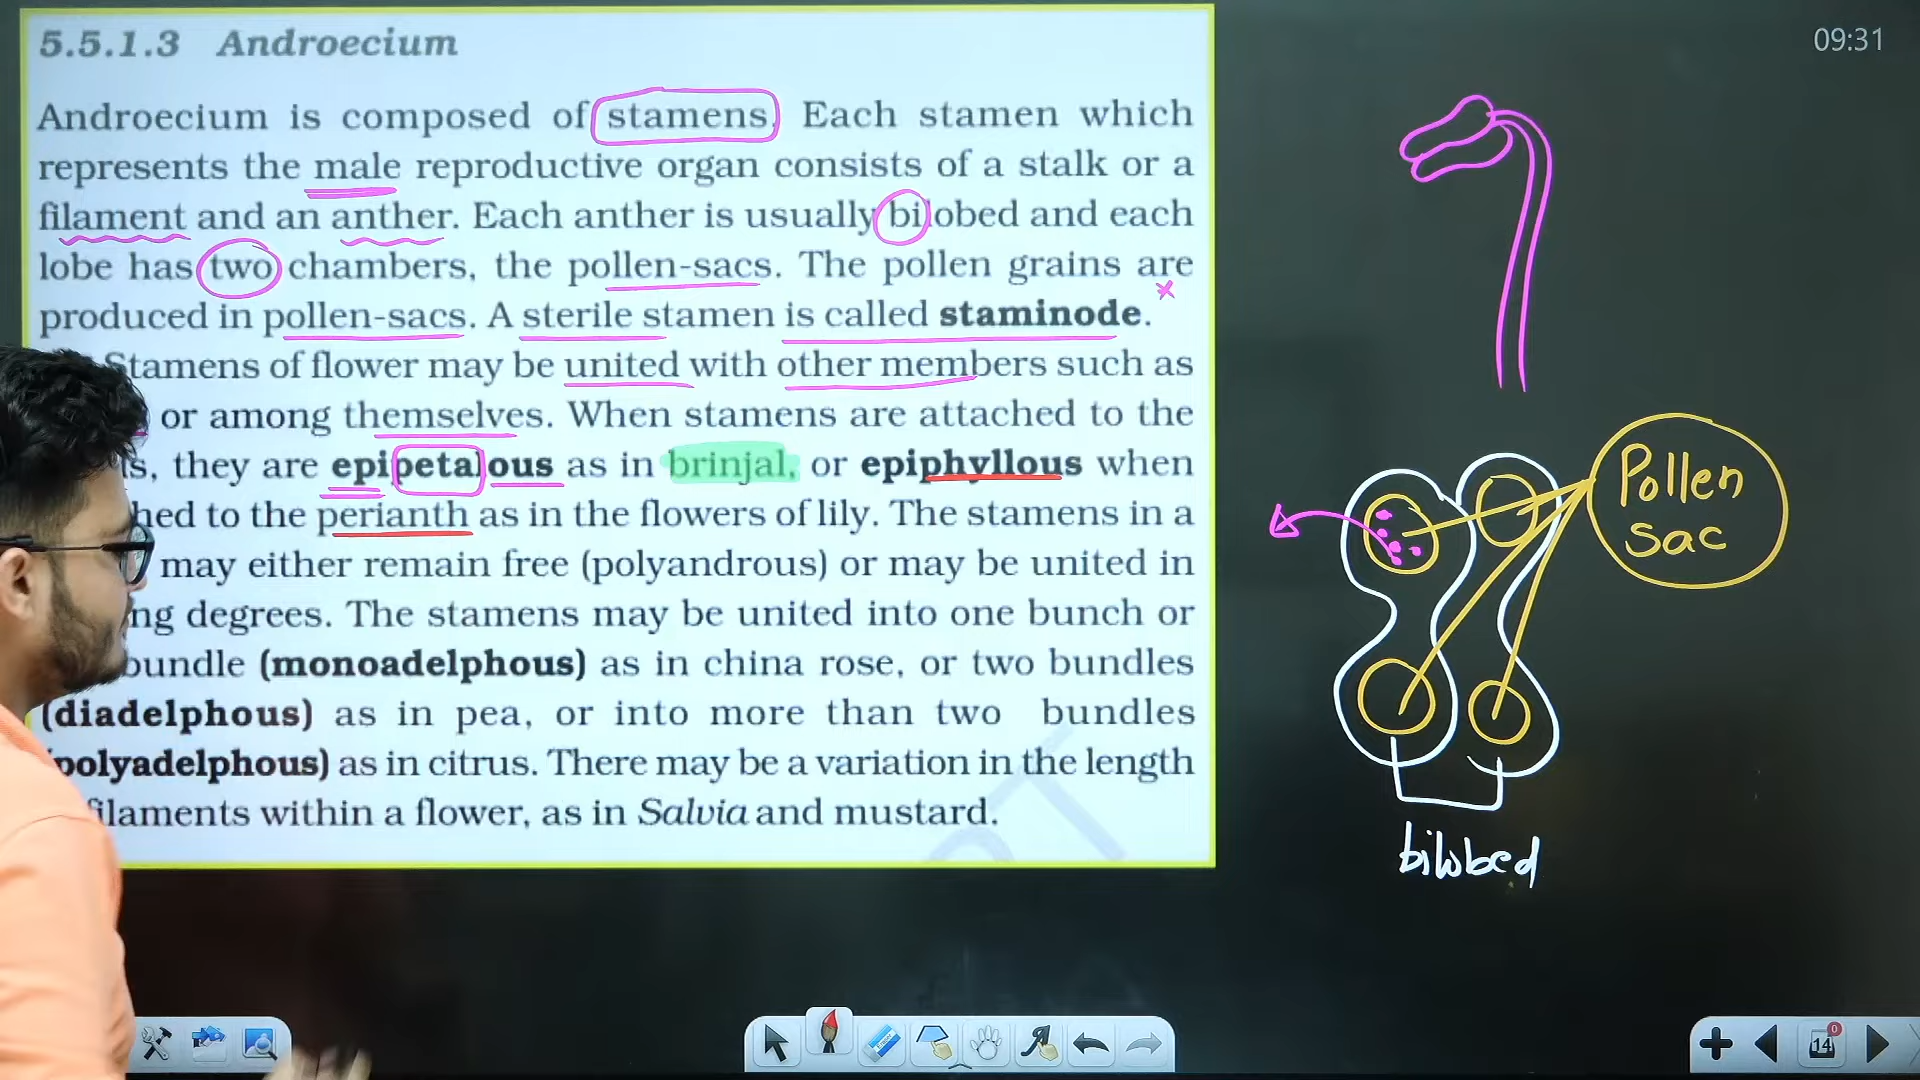 5.5.1.3 Androecium
09:31
Androecium is composed of stamens. Each stamen which
represents the male reproductive organ consists of a stalk or a
filament and an anther. Each anther is usually bilobed and each
lobe has two chambers, the pollen-sacs. The pollen grains are
produced in pollen-sacs. A sterile stamen is called staminode.
Stamens of flower may be united with other members such as
or among themselves. When stamens are attached to the
they are epipetalous as in brinjal, or epiphyllous when
hed to the perianth as in the flowers of lily. The stamens in a
may either remain free (polyandrous) or may be united in
ng degrees. The stamens may be united into one bunch or
bundle (monoadelphous) as in china rose, or two bundles
(diadelphous) as in pea, or into more than two bundles
polyadelphous) as in citrus. There may be a variation in the length
filaments within a flower, as in Salvia and mustard.
Pollen
sac
bilobed
14
0